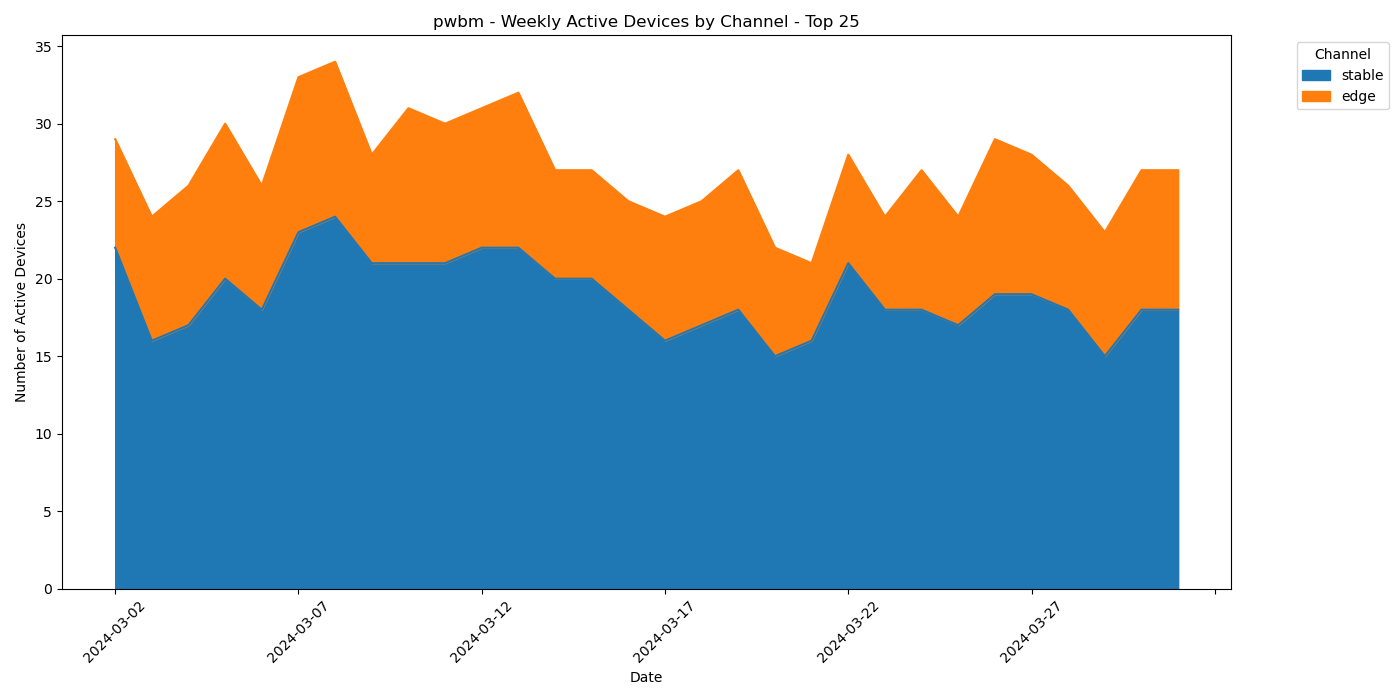 pwbm - Weekly Active Devices by Channel - Top 25
Channel
stable
edge
Number of Active Devices
35
30
25
20
15
10
5
0
2024-03-02
2024-03-07
2024-03-12
2024-03-17
2024-03-22
2024-03-27
Date